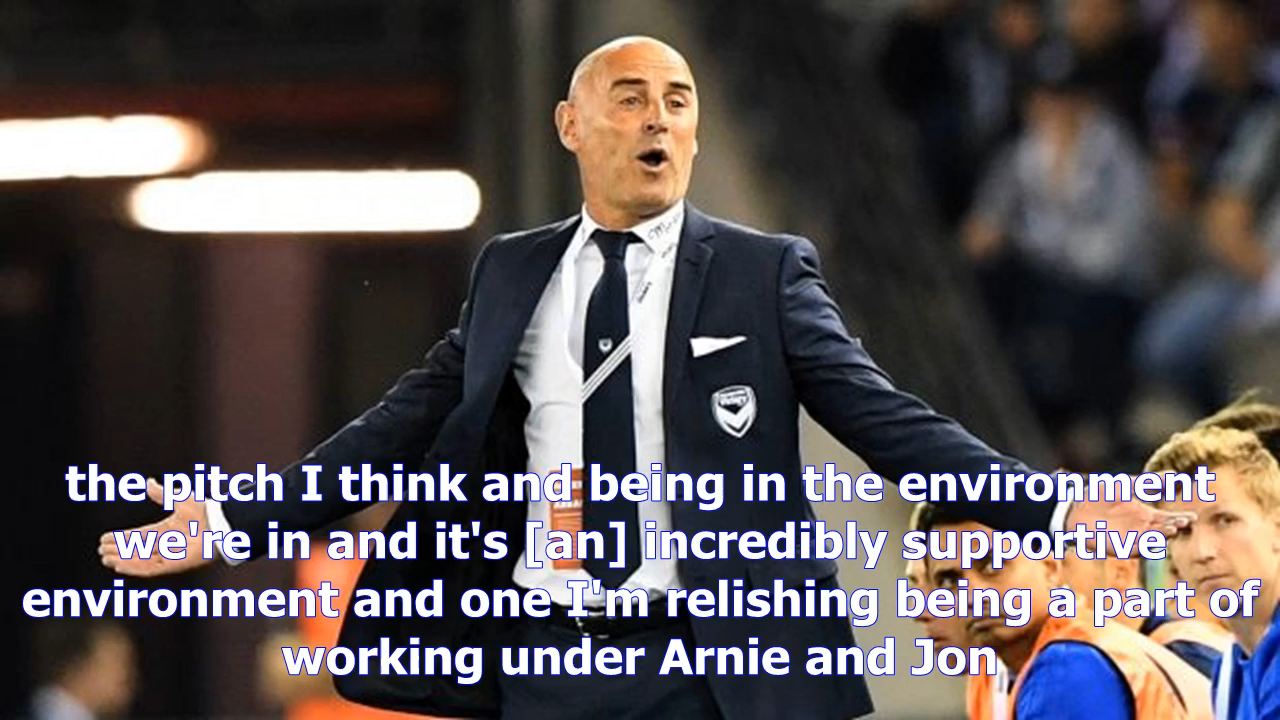 the pitch I think and being in the environment
we're in and it's [an] incredibly supportive
environment and one I'm relishing being a part of
working under Arnie and Jon